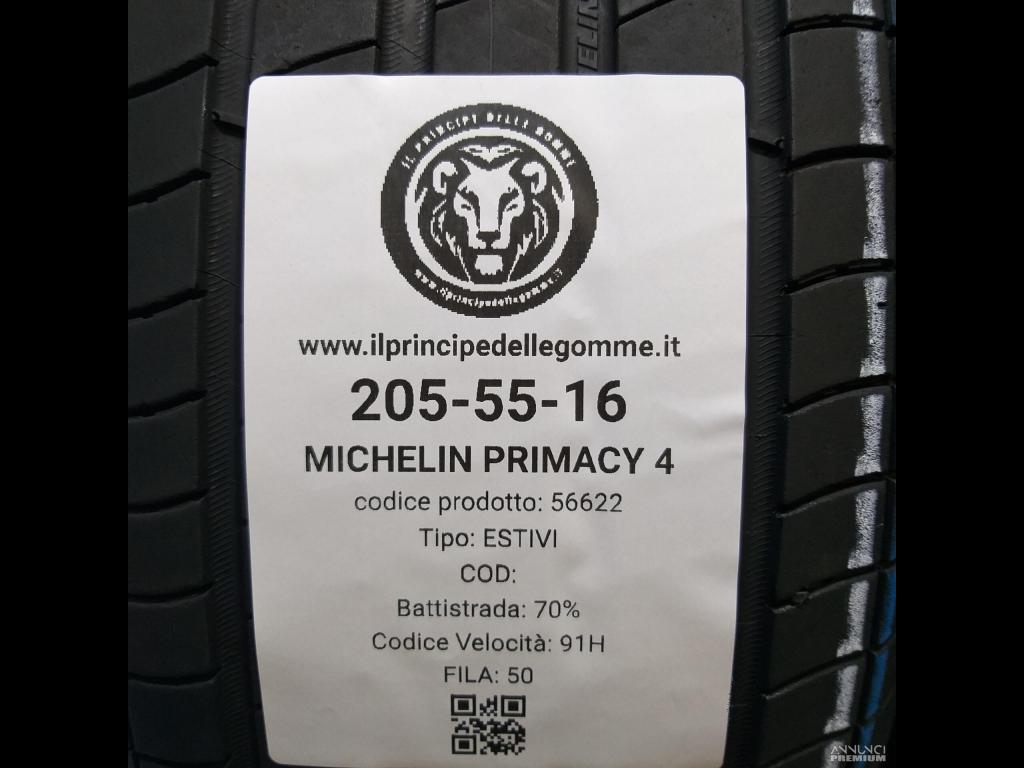 ELIN
IL PRINCIPE DELLE GOMME
www.ilprincipedellegomme.it
www.ilprincipedellegomme.it
205-55-16
MICHELIN PRIMACY 4
codice prodotto: 56622
Tipo: ESTIVI
COD:
Battistrada: 70%
Codice Velocità: 91H
FILA: 50
ANNUNCI
PREMIUM